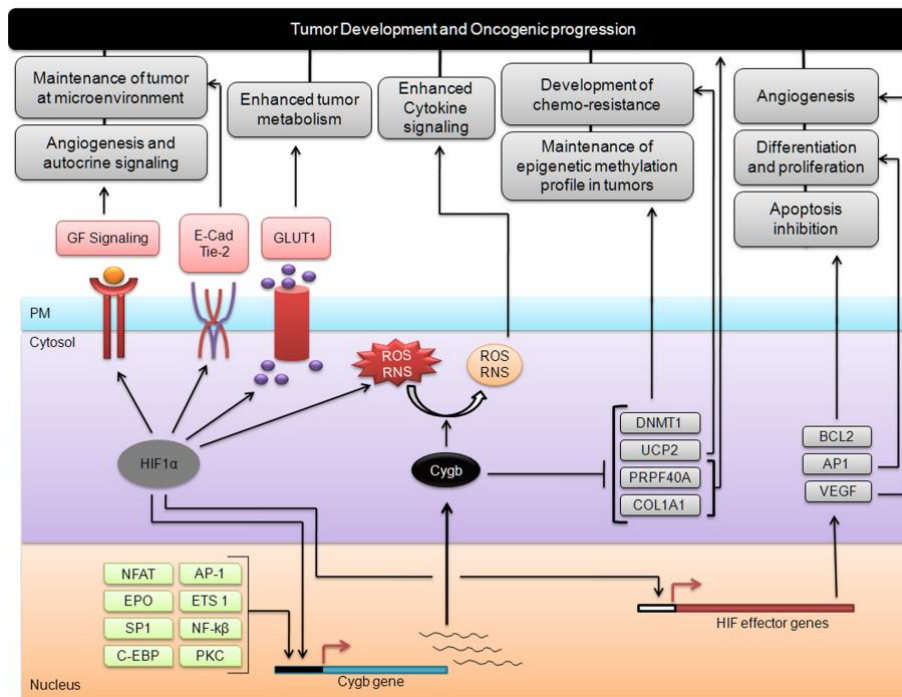 Tumor Development and Oncogenic progression
Maintenance of tumor
at microenvironment
Angiogenesis and
autocrine signaling
Enhanced tumor
metabolism
Enhanced
Cytokine
signaling
Development of
chemo-resistance
Maintenance of
epigenetic methylation
profile in tumors
Angiogenesis
Differentiation
and proliferation
Apoptosis
inhibition
GF Signaling
E-Cad
Tie-2
GLUT1
PM
Cytosol
ROS
RNS
ROS
RNS
HIF1α
Cygb
DNMT1
UCP2
PRPF40A
COL1A1
BCL2
AP1
VEGF
NFAT
AP-1
EPO
ETS 1
SP1
NF-kβ
C-EBP
PKC
Cygb gene
HIF effector genes
Nucleus